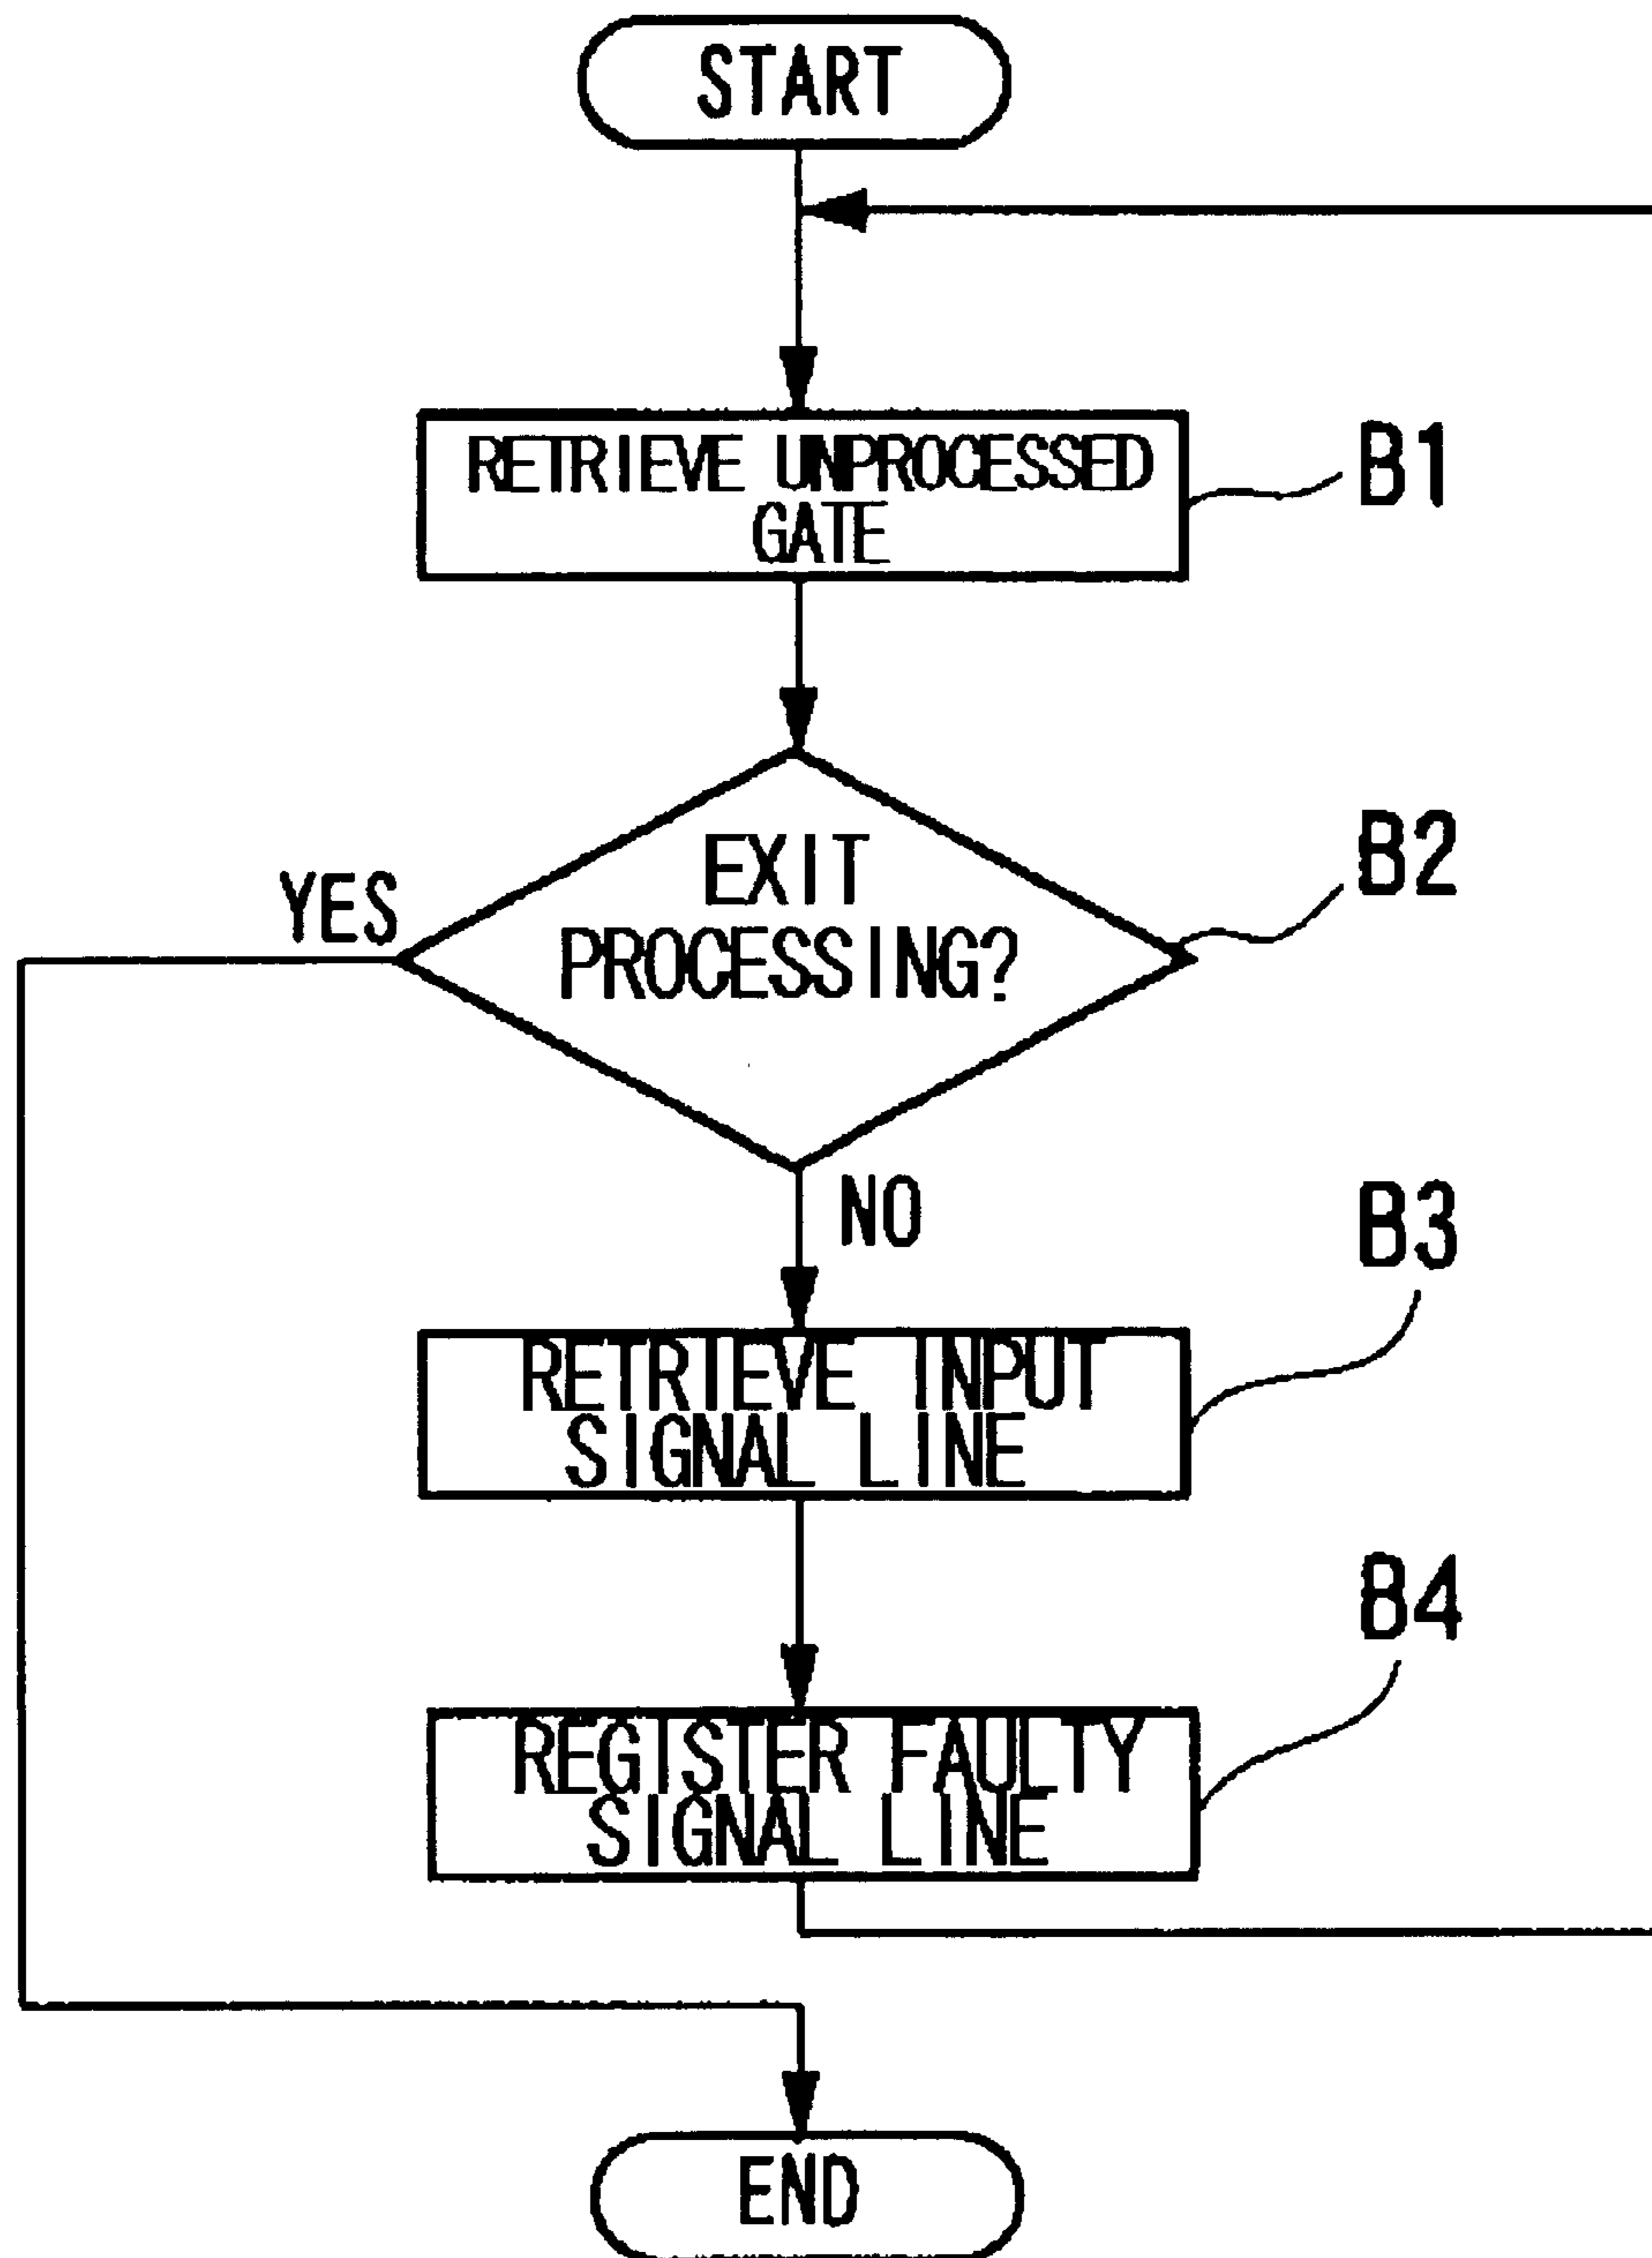 START
RETRIEVE UNPROCESSED
GATE
B1
EXIT
PROCESSING?
B2
YES
NO
RETRIEVE INPUT
SIGNAL LINE
B3
REGISTER FAULTY
SIGNAL LINE
B4
END